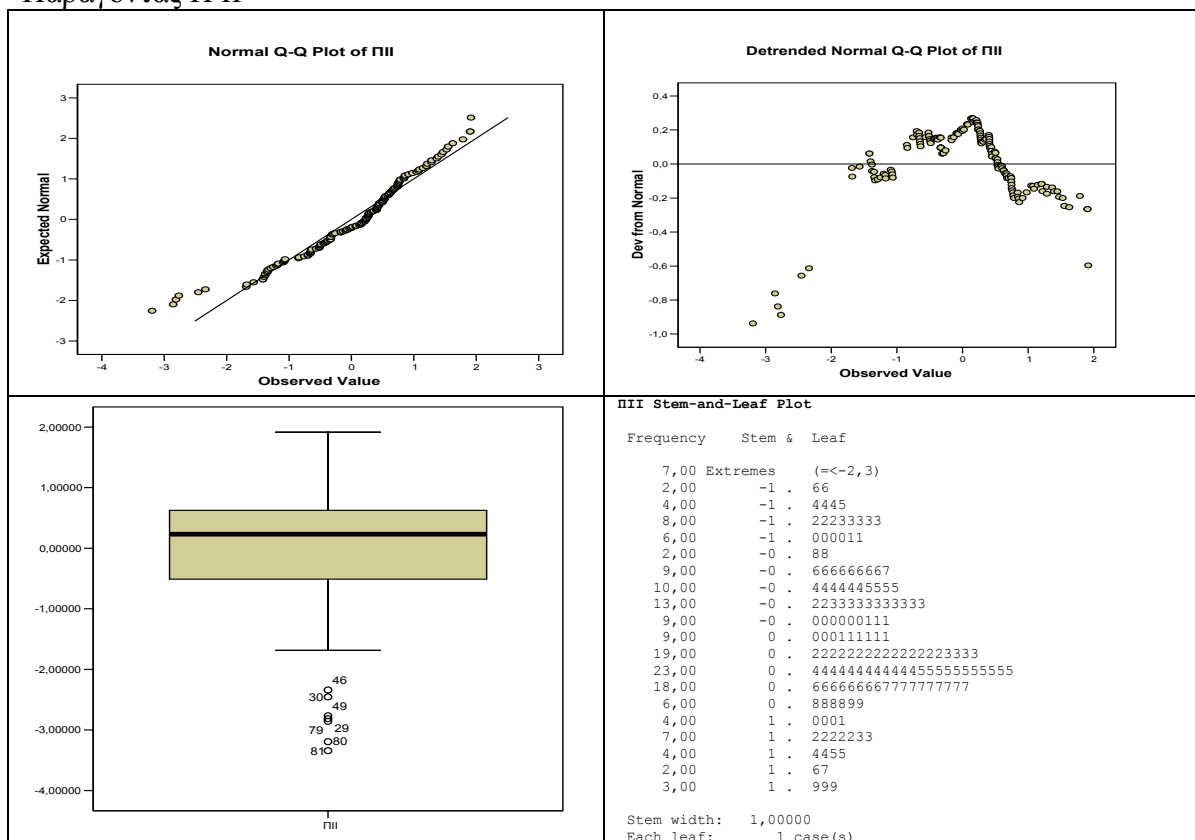 Normal Q-Q Plot of ΠII
Expected Normal
3
2
1
0
-1
-2
-3
-4
-3
-2
-1
0
1
2
3
Observed Value
Detrended Normal Q-Q Plot of ΠII
Dev from Normal
0,4
0,2
0,0
-0,2
-0,4
-0,6
-0,8
-1,0
-4
-3
-2
-1
0
1
2
Observed Value
2,00000
1,00000
0,00000
-1,00000
-2,00000
-3,00000
-4,00000
46
30
49
79
29
80
81
ΠII
ΠII Stem-and-Leaf Plot
Frequency Stem & Leaf
7,00 Extremes (=<-2,3)
2,00 -1 . 66
4,00 -1 . 4445
8,00 -1 . 22233333
6,00 -1 . 000011
2,00 -0 . 88
9,00 -0 . 666666667
10,00 -0 . 4444445555
13,00 -0 . 2233333333333
9,00 -0 . 000000111
9,00 0 . 000111111
19,00 0 . 2222222222222223333
23,00 0 . 44444444444455555555555
18,00 0 . 666666667777777777
6,00 0 . 888899
4,00 1 . 0001
7,00 1 . 2222233
4,00 1 . 4455
2,00 1 . 67
3,00 1 . 999
Stem width: 1,00000
Each leaf: 1 case(s)